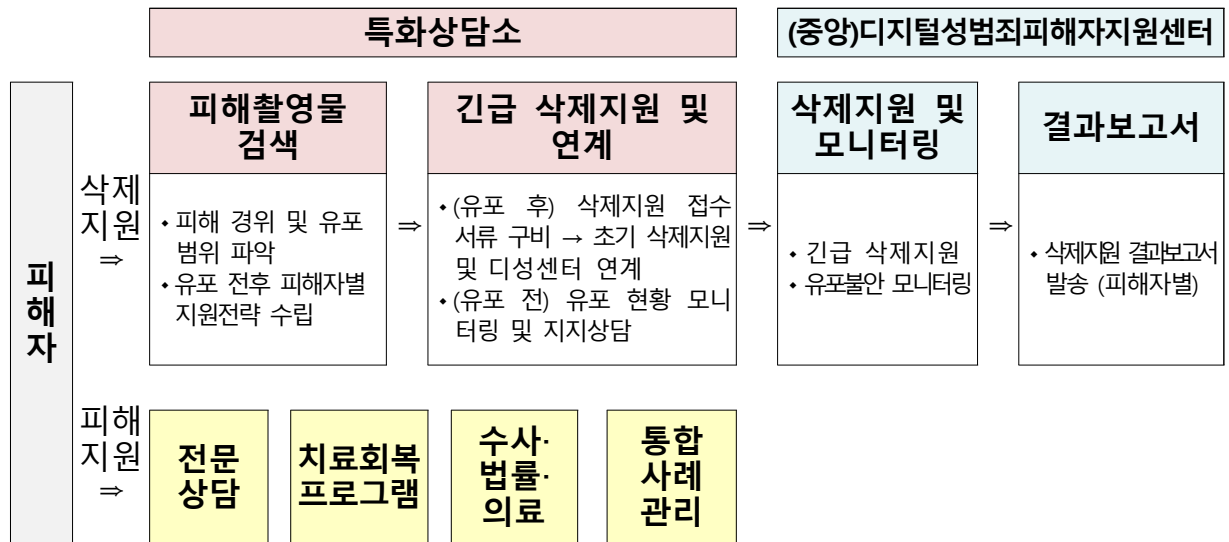 특화상담소
(중앙)디지털성범죄피해자지원센터
피
해
자
삭제
지원
⇒
피해촬영물
검색
◆ 피해 경위 및 유포
범위 파악
◆ 유포 전후 피해자별
지원전략 수립
⇒
긴급 삭제지원 및
연계
◆ (유포 후) 삭제지원 접수
서류 구비 → 초기 삭제지원
및 디성센터 연계
◆ (유포 전) 유포 현황 모니
터링 및 지지상담
⇒
삭제지원 및
모니터링
◆ 긴급 삭제지원
◆ 유포불안 모니터링
⇒
결과보고서
◆ 삭제지원 결과보고서
발송 (피해자별)
피해
지원
⇒
전문
상담
치료회복
프로그램
수사·
법률·
의료
통합
사례
관리